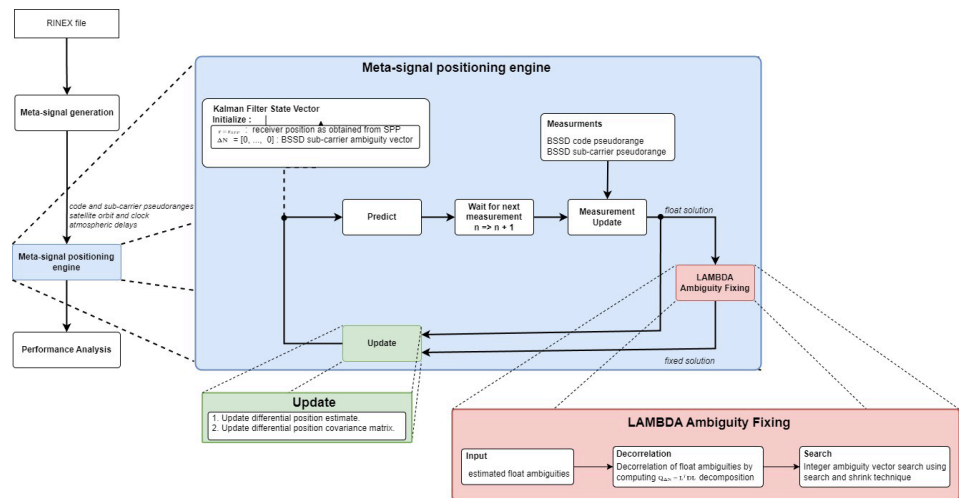 RINEX file
Meta-signal generation
code and sub-carrier pseudoranges
satellite orbit and clock
atmospheric delays
Meta-signal positioning
engine
Performance Analysis
Meta-signal positioning engine
Kalman Filter State Vector
Initialize :
: receiver position as obtained from SPP
ΔN = [0, ..., 0] : BSSD sub-carrier ambiguity vector
Measurments
BSSD code pseudorange
BSSD sub-carrier pseudorange
Predict
Wait for next
measurement
n => n + 1
Measurement
Update
float solution
LAMBDA
Ambiguity Fixing
Update
fixed solution
Update
1. Update differential position estimate.
2. Update differential position covariance matrix.
LAMBDA Ambiguity Fixing
Input
estimated float ambiguities
Decorrelation
Decorrelation of float ambiguities by
computing Q_ΔN = LᵀDL decomposition
Search
Integer ambiguity vector search using
search and shrink technique